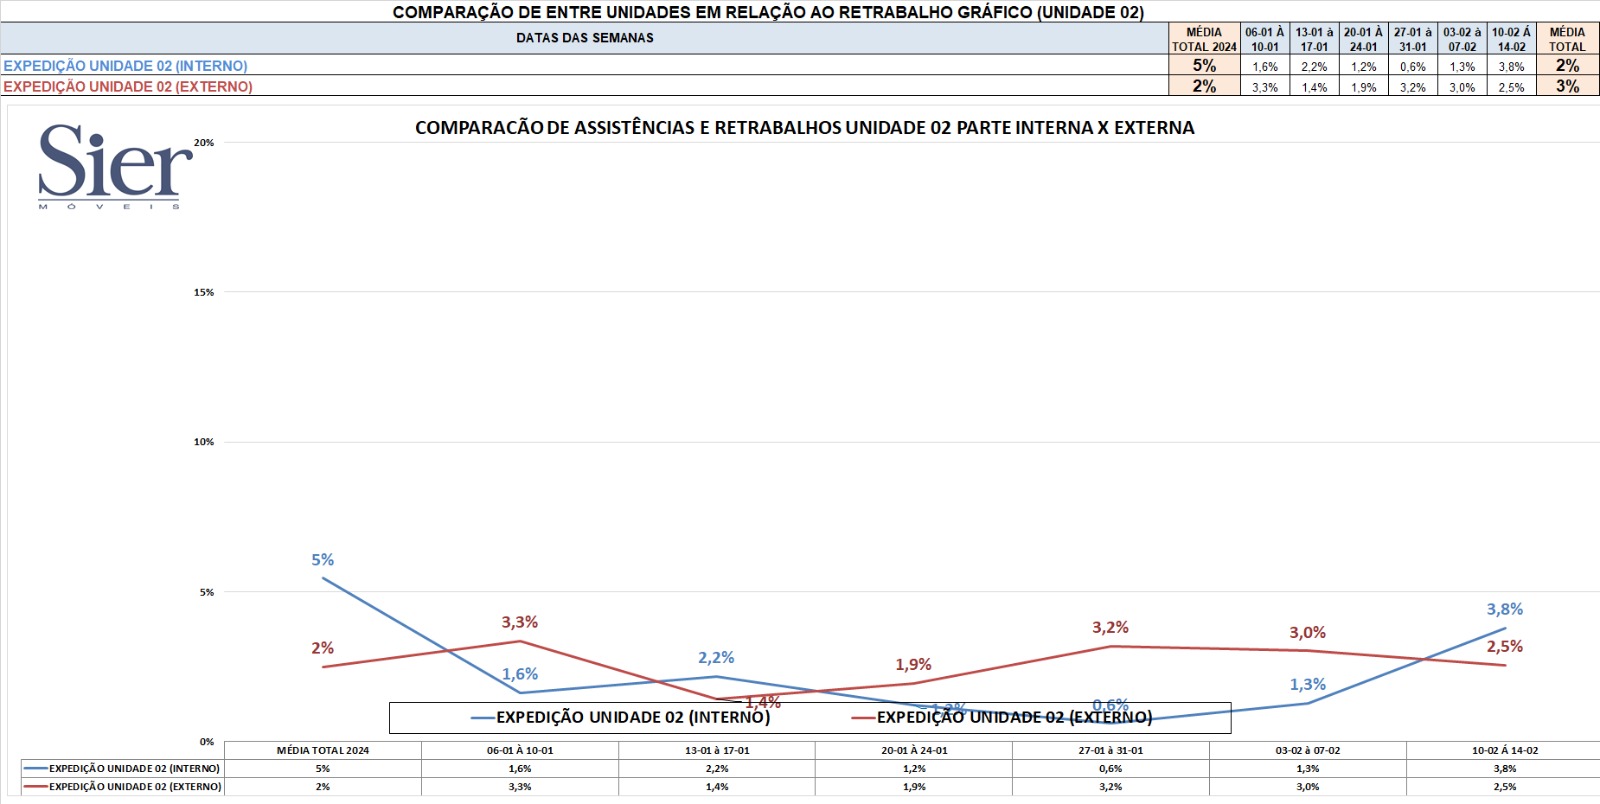 COMPARAÇÃO DE ENTRE UNIDADES EM RELAÇÃO AO RETRABALHO GRÁFICO (UNIDADE 02)
DATAS DAS SEMANAS MÉDIA TOTAL 2024 06-01 À 10-01 13-01 à 17-01 20-01 À 24-01 27-01 à 31-01 03-02 à 07-02 10-02 Á 14-02 MÉDIA TOTAL
EXPEDIÇÃO UNIDADE 02 (INTERNO) 5% 1,6% 2,2% 1,2% 0,6% 1,3% 3,8% 2%
EXPEDIÇÃO UNIDADE 02 (EXTERNO) 2% 3,3% 1,4% 1,9% 3,2% 3,0% 2,5% 3%
Sier
MÓVEIS
COMPARACÃO DE ASSISTÊNCIAS E RETRABALHOS UNIDADE 02 PARTE INTERNA X EXTERNA
20%
15%
10%
5%
0%
5% 1,6% 2,2% 1,2% 0,6% 1,3% 3,8%
2% 3,3% 1,4% 1,9% 3,2% 3,0% 2,5%
EXPEDIÇÃO UNIDADE 02 (INTERNO) EXPEDIÇÃO UNIDADE 02 (EXTERNO)
MÉDIA TOTAL 2024 06-01 À 10-01 13-01 à 17-01 20-01 À 24-01 27-01 à 31-01 03-02 à 07-02 10-02 Á 14-02
EXPEDIÇÃO UNIDADE 02 (INTERNO) 5% 1,6% 2,2% 1,2% 0,6% 1,3% 3,8%
EXPEDIÇÃO UNIDADE 02 (EXTERNO) 2% 3,3% 1,4% 1,9% 3,2% 3,0% 2,5%